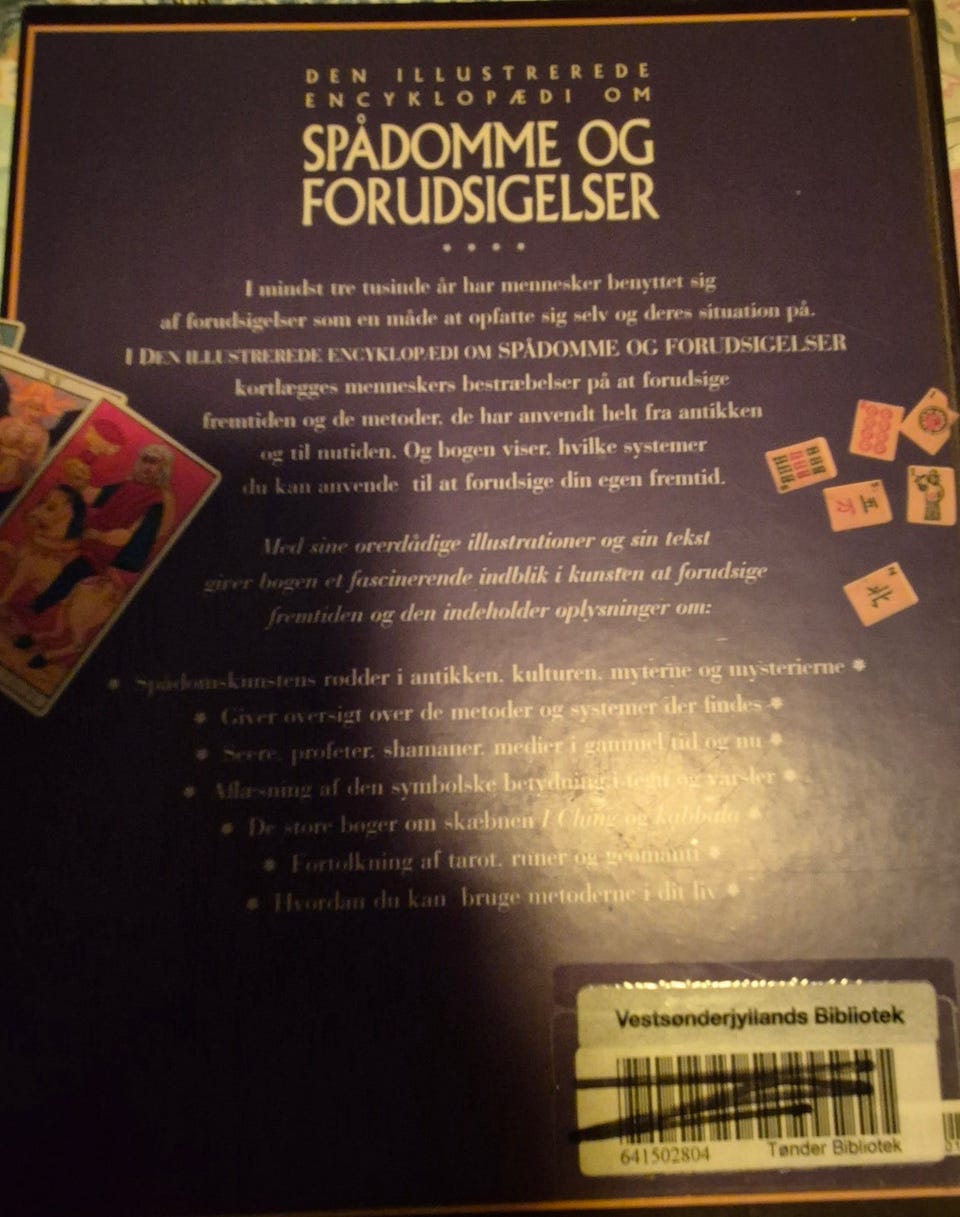 DEN ILLUSTREREDE
ENCYKLOPÆDI OM
SPÅDOMME OG
FORUDSIGELSER
I mindst tre tusinde år har mennesker benyttet sig
af forudsigelser som en måde at opfatte sig selv og deres situation på.
I DEN ILLUSTREREDE ENCYKLOPÆDI OM SPÅDOMME OG FORUDSIGELSER
kortlægges menneskers bestræbelser på at forudsige
fremtiden og de metoder, de har anvendt helt fra antikken
og til nutiden. Og bogen viser, hvilke systemer
du kan anvende til at forudsige din egen fremtid.
Med sine overdådige illustrationer og sin tekst
giver bogen et fascinerende indblik i kunsten at forudsige
fremtiden og den indeholder oplysninger om:
* Spådomskunstens rødder i antikken, kulturen, myterne og mysterierne *
* Giver oversigt over de metoder og systemer der findes *
* Seere, profeter, shamaner, medier i gammel tid og nu *
* Aflæsning af den symbolske betydning i tegn og varsler *
* De store bøger om skæbnen I Ching og kabbala *
* Fortolkning af tarot, runer og geomanti *
* Hvordan du kan bruge metoderne i dit liv *
Vestsønderjyllands Bibliotek
641502804 Tønder Bibliotek